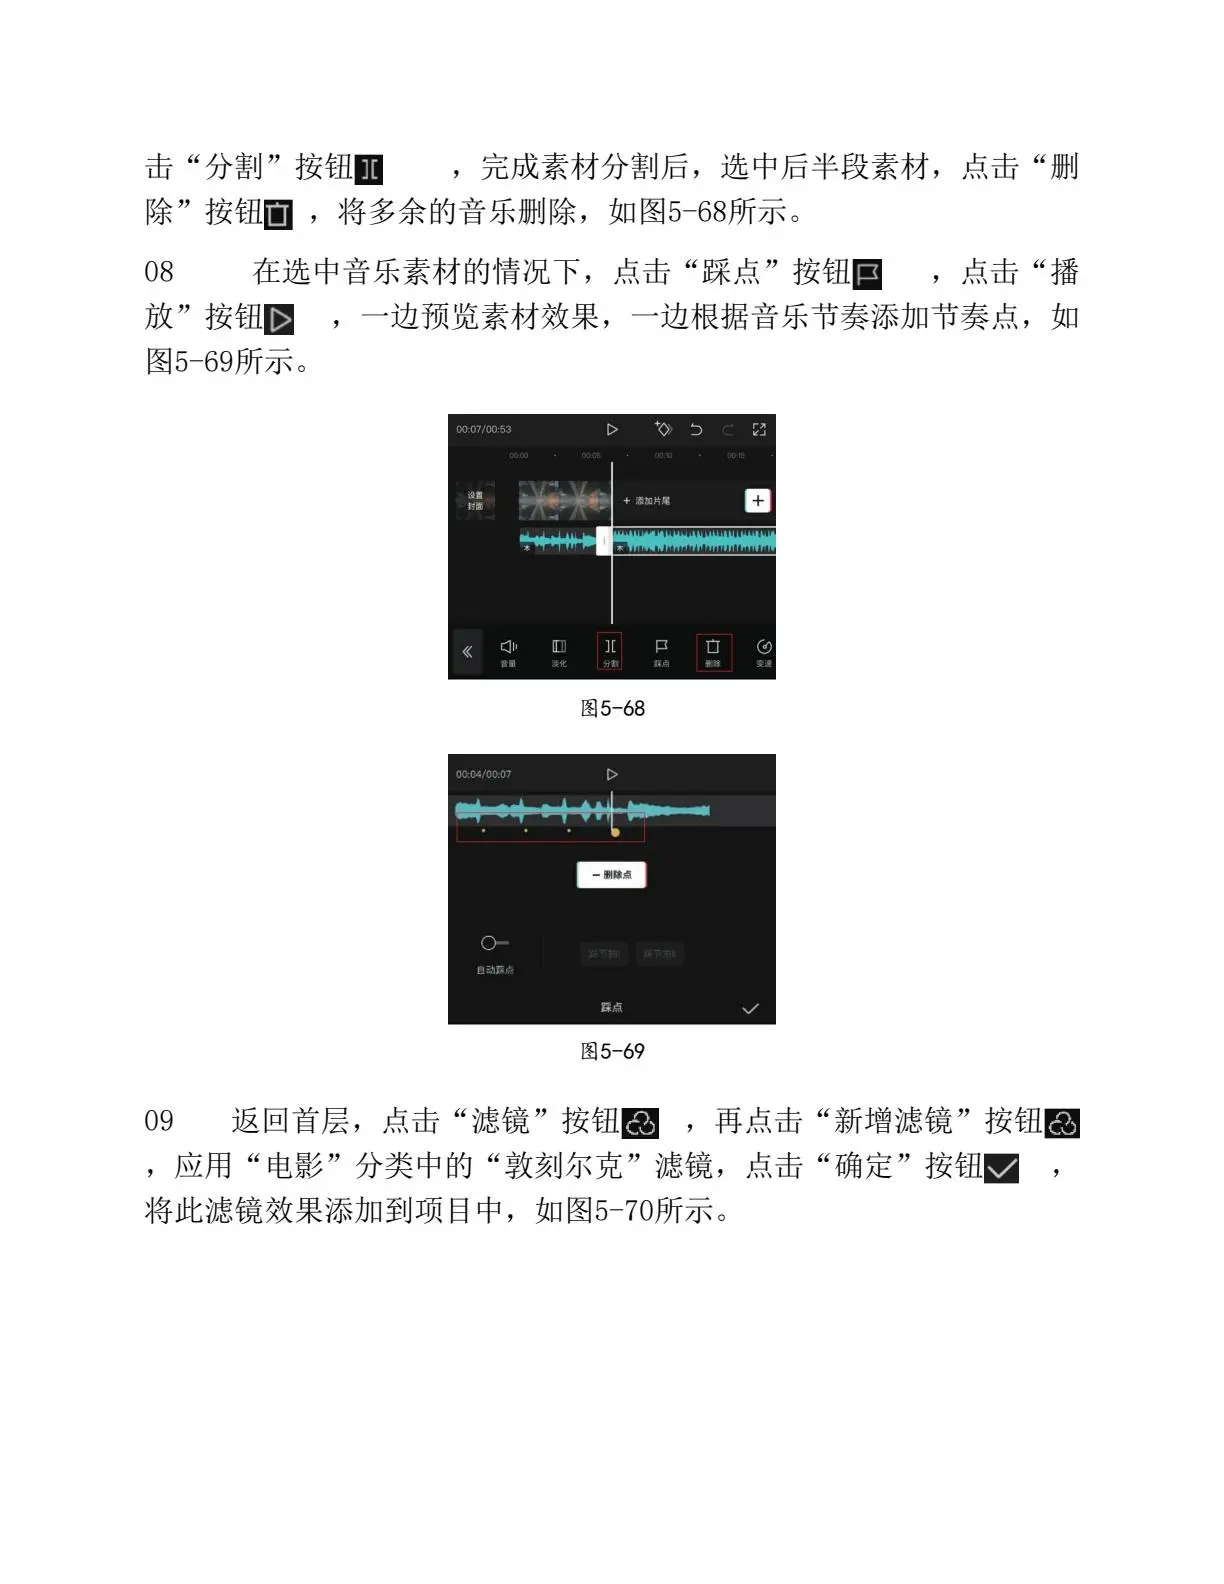 击“分割”按钮，完成素材分割后，选中后半段素材，点击“删
除”按钮，将多余的音乐删除，如图5-68所示。
08 在选中音乐素材的情况下，点击“踩点”按钮，点击“播
放”按钮，一边预览素材效果，一边根据音乐节奏添加节奏点，如
图5-69所示。
00:07/00:53
00:00 · 00:05 · 00:10 · 00:15 ·
设置
封面
+ 添加片尾
音量 淡化 分割 踩点 删除 变速
图5-68
00:04/00:07
删除点
踩节拍I 踩节拍II
自动踩点
踩点
图5-69
09 返回首层，点击“滤镜”按钮，再点击“新增滤镜”按钮
，应用“电影”分类中的“敦刻尔克”滤镜，点击“确定”按钮，
将此滤镜效果添加到项目中，如图5-70所示。